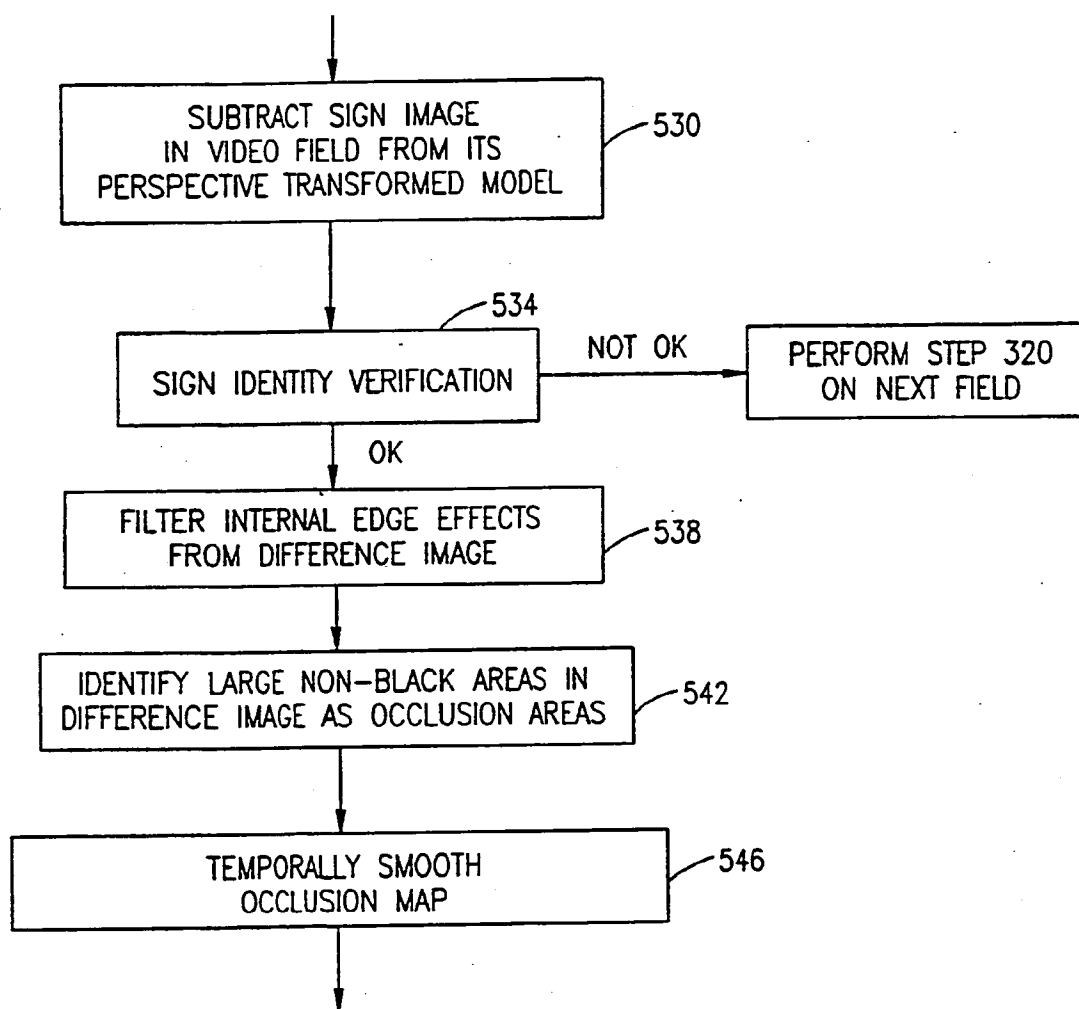 SUBTRACT SIGN IMAGE
IN VIDEO FIELD FROM ITS
PERSPECTIVE TRANSFORMED MODEL
530
534
SIGN IDENTITY VERIFICATION
NOT OK
PERFORM STEP 320
ON NEXT FIELD
OK
FILTER INTERNAL EDGE EFFECTS
FROM DIFFERENCE IMAGE
538
IDENTIFY LARGE NON-BLACK AREAS IN
DIFFERENCE IMAGE AS OCCLUSION AREAS
542
TEMPORALLY SMOOTH
OCCLUSION MAP
546